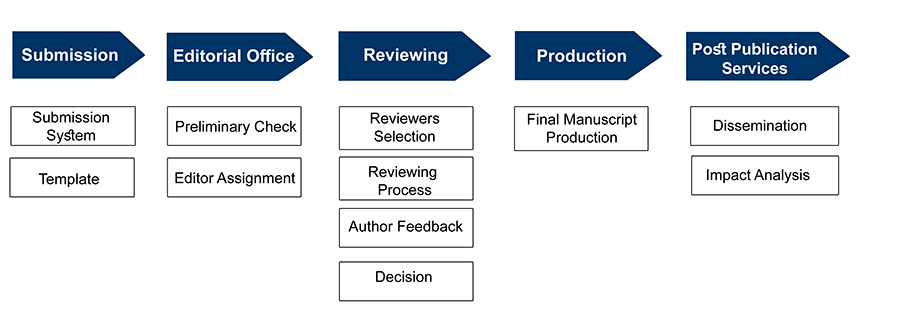 Submission
Editorial Office
Reviewing
Production
Post Publication
Services
Submission
System
Template
Preliminary Check
Editor Assignment
Reviewers
Selection
Reviewing
Process
Author Feedback
Decision
Final Manuscript
Production
Dissemination
Impact Analysis